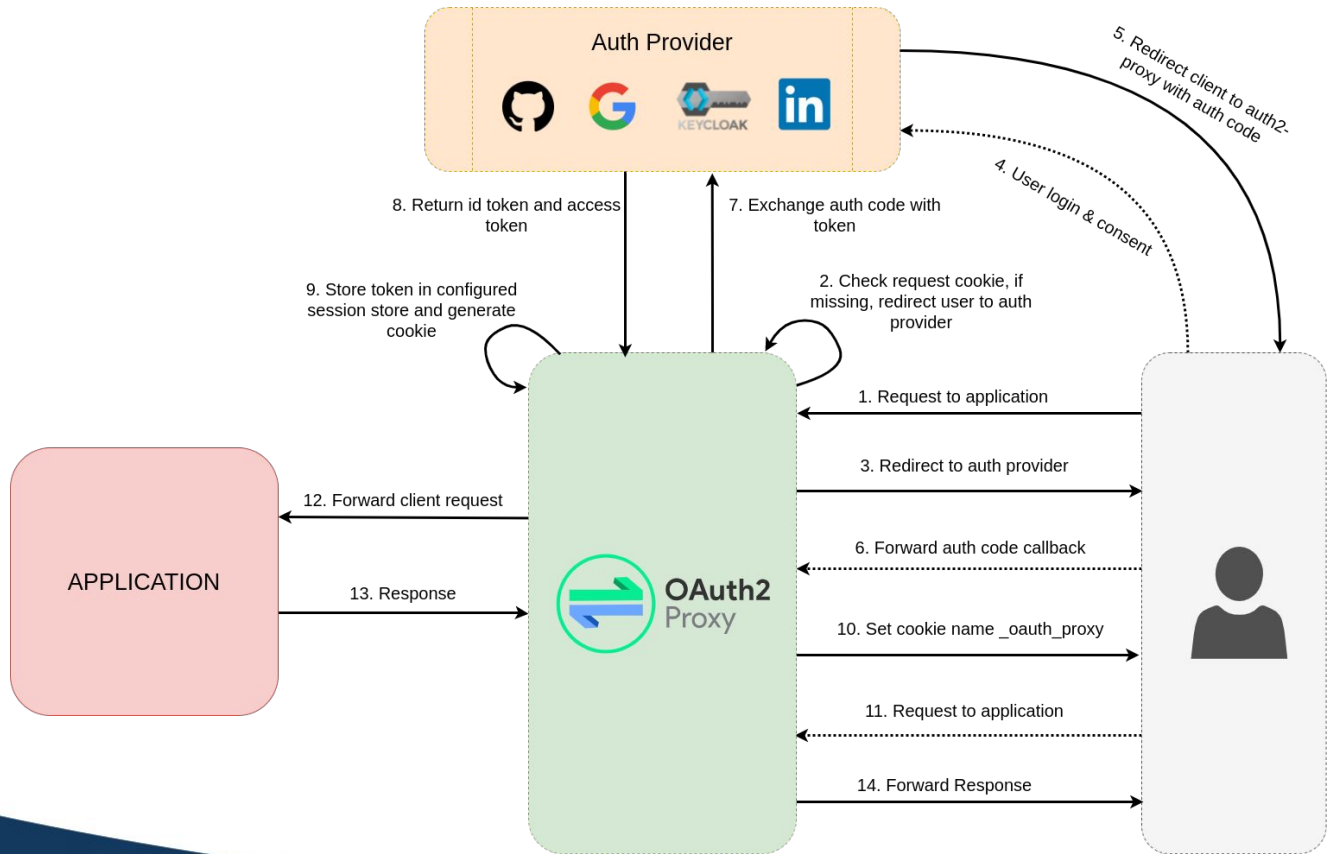 Auth Provider
KEYCLOAK
in
5. Redirect client to auth2-
proxy with auth code
4. User login & consent
8. Return id token and access
token
7. Exchange auth code with
token
9. Store token in configured
session store and generate
cookie
2. Check request cookie, if
missing, redirect user to auth
provider
1. Request to application
3. Redirect to auth provider
12. Forward client request
6. Forward auth code callback
APPLICATION
13. Response
OAuth2
Proxy
10. Set cookie name _oauth_proxy
11. Request to application
14. Forward Response